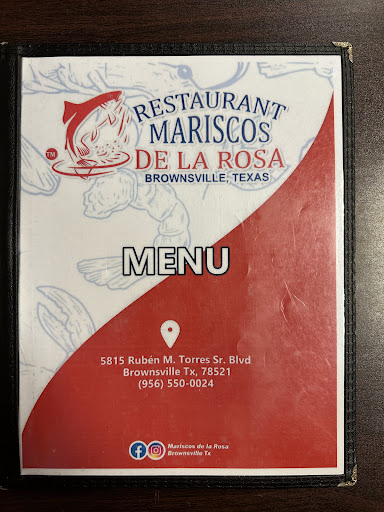 RESTAURANT
MARISCOS
DE LA ROSA
TM
BROWNSVILLE, TEXAS
MENU
5815 Rubén M. Torres Sr. Blvd
Brownsville Tx, 78521
(956) 550-0024
Mariscos de la Rosa
Brownsville Tx